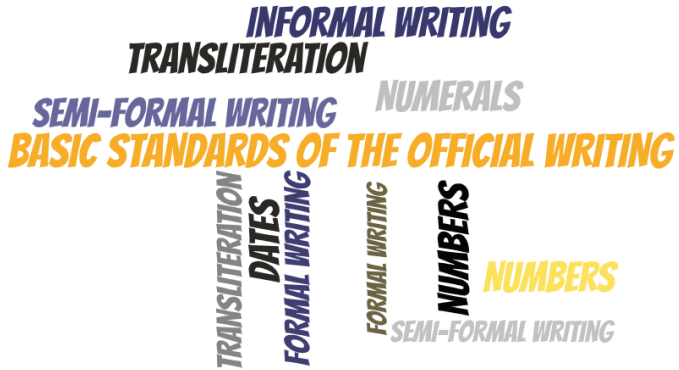 INFORMAL WRITING
TRANSLITERATION
NUMERALS
SEMI-FORMAL WRITING
BASIC STANDARDS OF THE OFFICIAL WRITING
TRANSLITERATION
DATES
FORMAL WRITING
FORMAL WRITING
NUMBERS
NUMBERS
SEMI-FORMAL WRITING